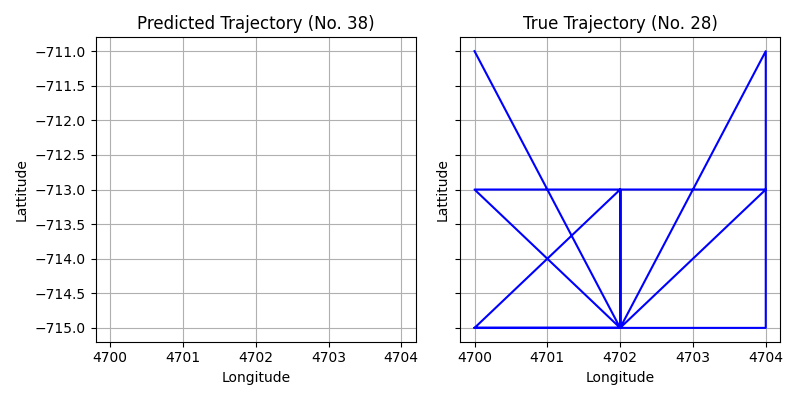 Predicted Trajectory (No. 38)
True Trajectory (No. 28)
−711.0
−711.5
−712.0
−712.5
−713.0
−713.5
−714.0
−714.5
−715.0
Lattitude
Lattitude
4700 4701 4702 4703 4704
4700 4701 4702 4703 4704
Longitude
Longitude